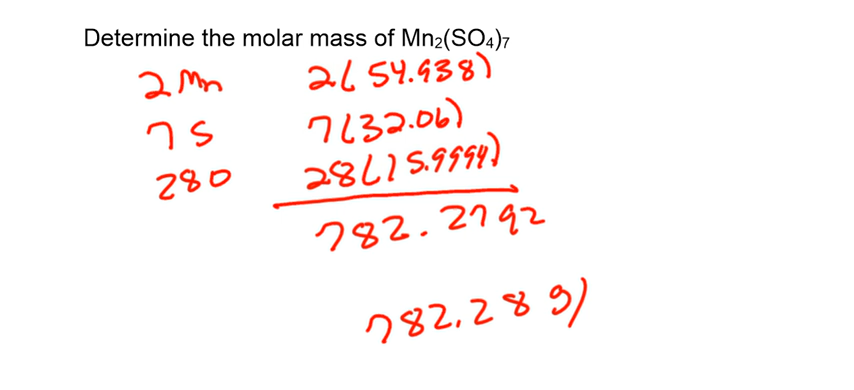 Determine the molar mass of Mn₂(SO₄)₇
2 Mn 2(54.938)
7 S 7(32.06)
28 O 28(15.9994)
782.2792
782.28 g/